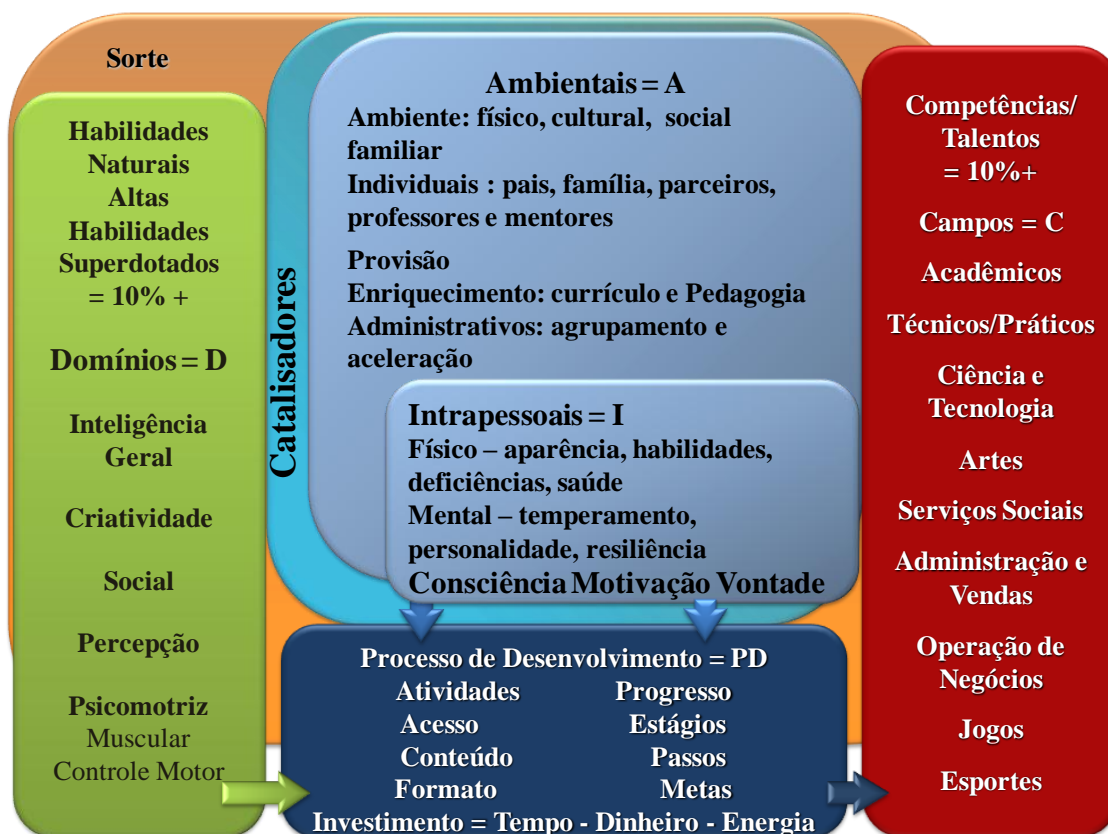 Sorte
Habilidades
Naturais
Altas
Habilidades
Superdotados
= 10% +
Domínios = D
Inteligência
Geral
Criatividade
Social
Percepção
Psicomotriz
Muscular
Controle Motor
Catalisadores
Ambientais = A
Ambiente: físico, cultural, social
familiar
Individuais : pais, família, parceiros,
professores e mentores
Provisão
Enriquecimento: currículo e Pedagogia
Administrativos: agrupamento e
aceleração
Intrapessoais = I
Físico – aparência, habilidades,
deficiências, saúde
Mental – temperamento,
personalidade, resiliência
Consciência Motivação Vontade
Processo de Desenvolvimento = PD
Atividades Progresso
Acesso Estágios
Conteúdo Passos
Formato Metas
Investimento = Tempo - Dinheiro - Energia
Competências/
Talentos
= 10%+
Campos = C
Acadêmicos
Técnicos/Práticos
Ciência e
Tecnologia
Artes
Serviços Sociais
Administração e
Vendas
Operação de
Negócios
Jogos
Esportes